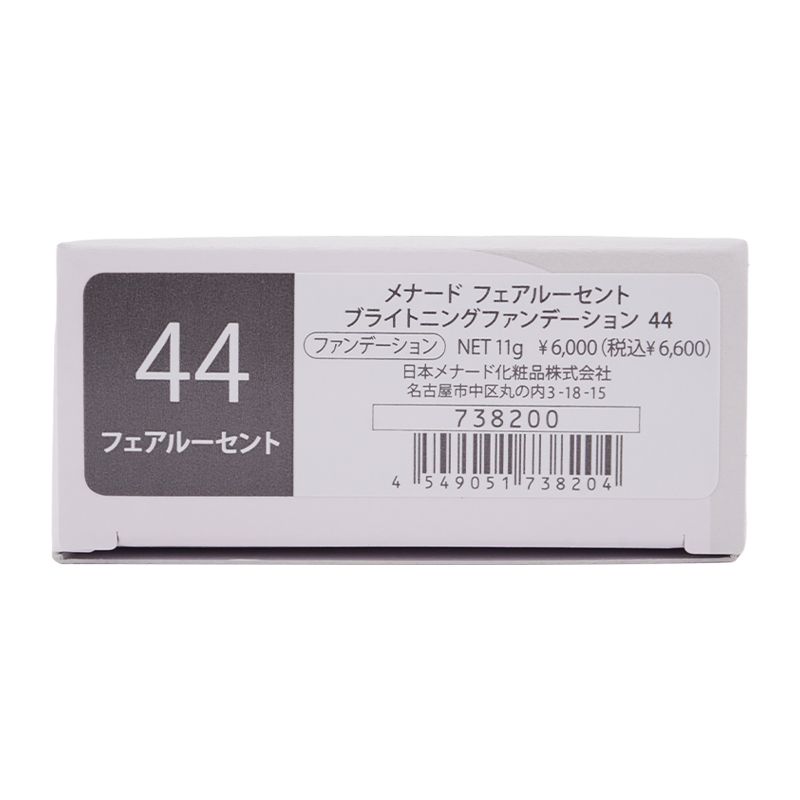 44
フェアルーセント
メナード フェアルーセント
ブライトニングファンデーション 44
ファンデーション NET 11g ¥6,000(税込¥6,600)
日本メナード化粧品株式会社
名古屋市中区丸の内3-18-15
738200
4 549051 738204